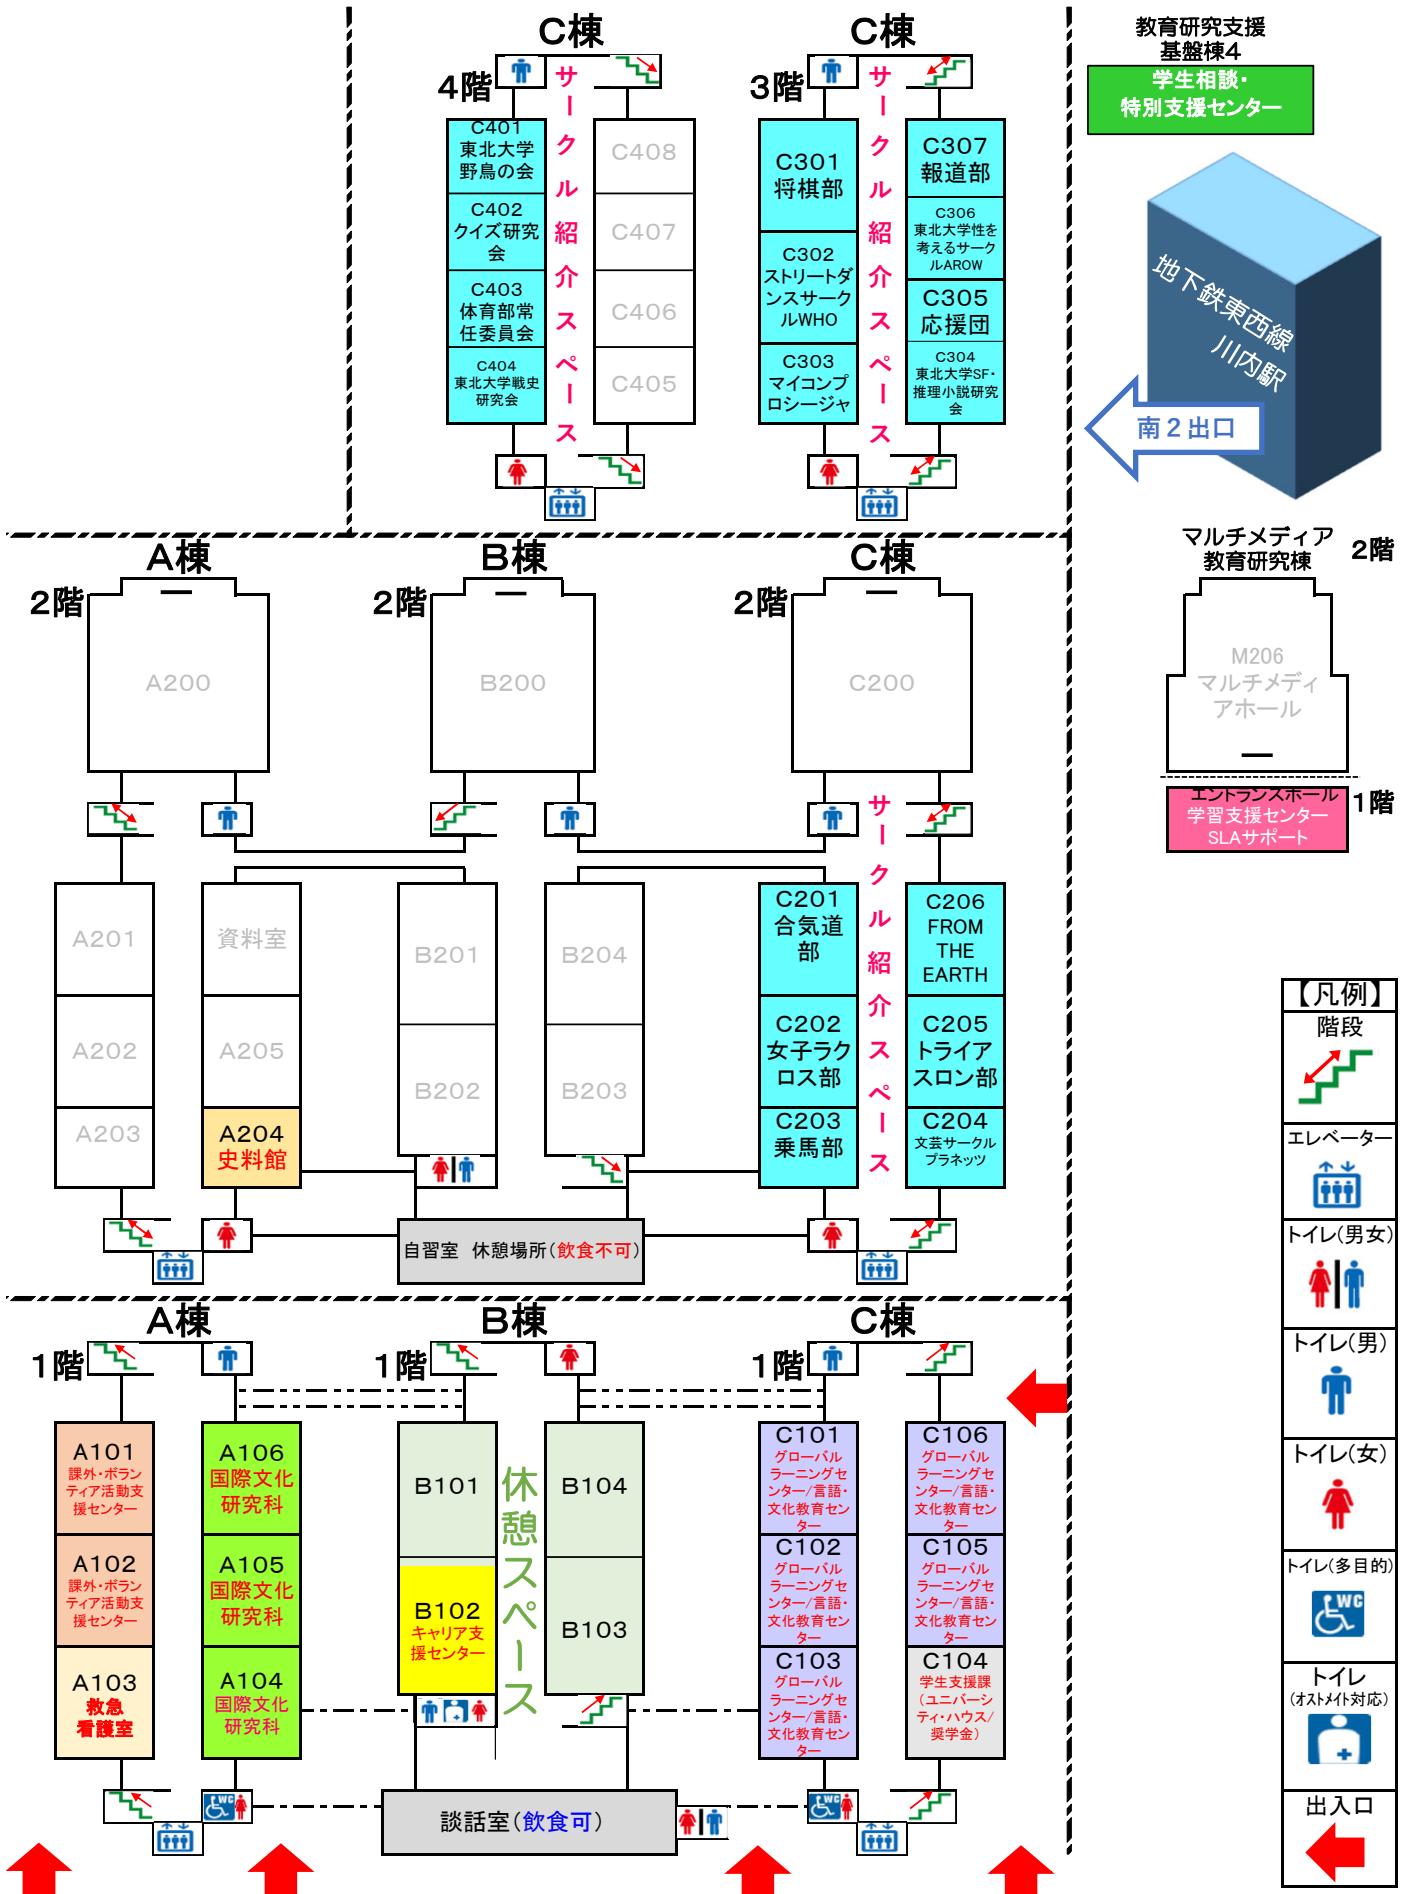 C棟
4階
C401
東北大学
野鳥の会
C402
クイズ研究
会
C403
体育部常
任委員会
C404
東北大学戦史
研究会
サークル紹介スペース
C408
C407
C406
C405
C棟
3階
C301
将棋部
C302
ストリートダ
ンスサーク
ルWHO
C303
マイコンプ
ロシージャ
サークル紹介スペース
C307
報道部
C306
東北大学性を
考えるサーク
ルAROW
C305
応援団
C304
東北大学SF・
推理小説研究
会
教育研究支援
基盤棟4
学生相談・
特別支援センター
地下鉄東西線
川内駅
南2出口
マルチメディア
教育研究棟
2階
M206
マルチメディ
アホール
エントランスホール
学習支援センター
SLAサポート
1階
A棟
2階
A200
A201
A202
A203
資料室
A205
A204
史料館
B棟
2階
B200
B201
B202
B204
B203
自習室 休憩場所(飲食不可)
C棟
2階
C200
C201
合気道
部
C202
女子ラク
ロス部
C203
乗馬部
サークル紹介スペース
C206
FROM
THE
EARTH
C205
トライア
スロン部
C204
文芸サークル
プラネッツ
A棟
1階
A101
課外・ボラン
ティア活動支
援センター
A102
課外・ボラン
ティア活動支
援センター
A103
救急
看護室
A106
国際文化
研究科
A105
国際文化
研究科
A104
国際文化
研究科
WC
B棟
1階
B101
B102
キャリア支
援センター
休憩スペース
B104
B103
談話室(飲食可)
C棟
1階
C101
グローバル
ラーニングセ
ンター/言語・
文化教育セン
ター
C102
グローバル
ラーニングセ
ンター/言語・
文化教育セン
ター
C103
グローバル
ラーニングセ
ンター/言語・
文化教育セン
ター
WC
C106
グローバル
ラーニングセ
ンター/言語・
文化教育セン
ター
C105
グローバル
ラーニングセ
ンター/言語・
文化教育セン
ター
C104
学生支援課
(ユニバーシ
ティ・ハウス/
奨学金)
【凡例】
階段
エレベーター
トイレ(男女)
トイレ(男)
トイレ(女)
トイレ(多目的)
WC
トイレ
(オストメイト対応)
出入口